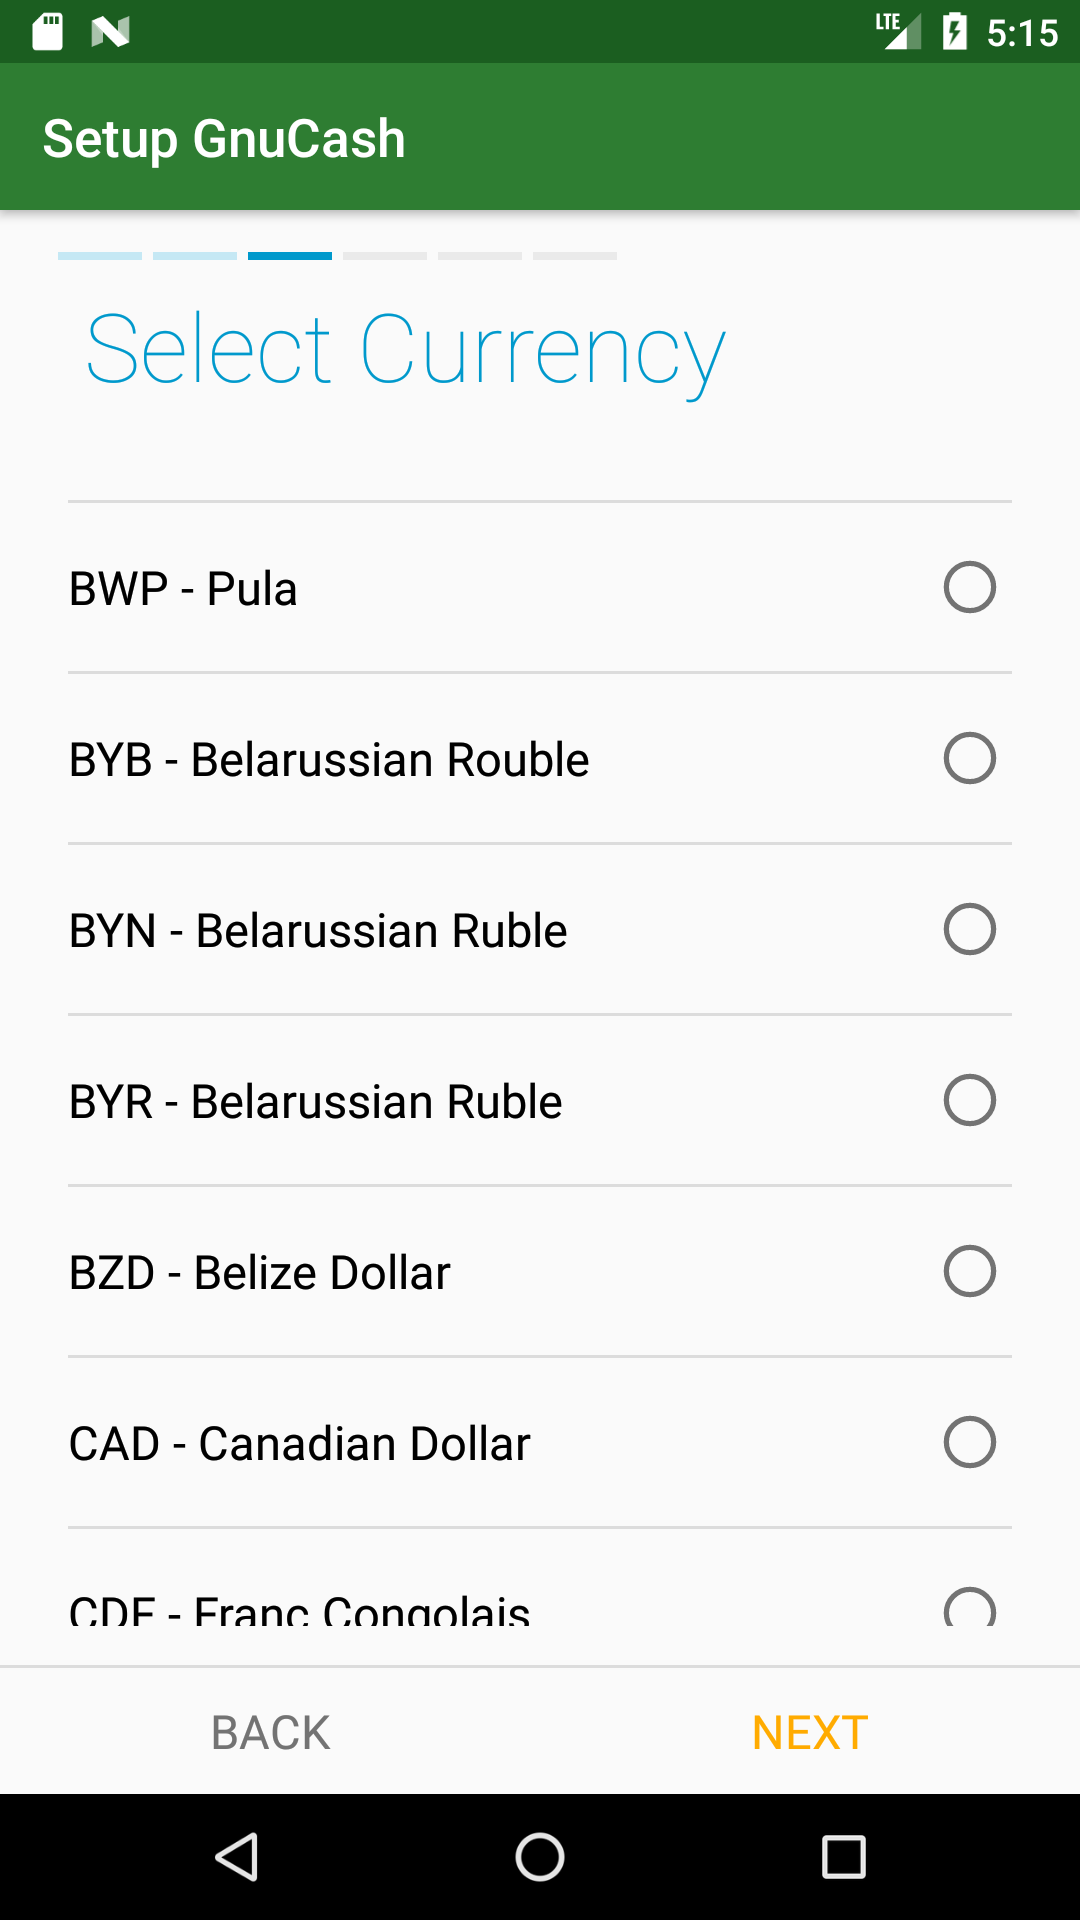 LTE 5:15
Setup GnuCash
Select Currency
BWP - Pula
BYB - Belarussian Rouble
BYN - Belarussian Ruble
BYR - Belarussian Ruble
BZD - Belize Dollar
CAD - Canadian Dollar
CDF - Franc Congolais
BACK NEXT